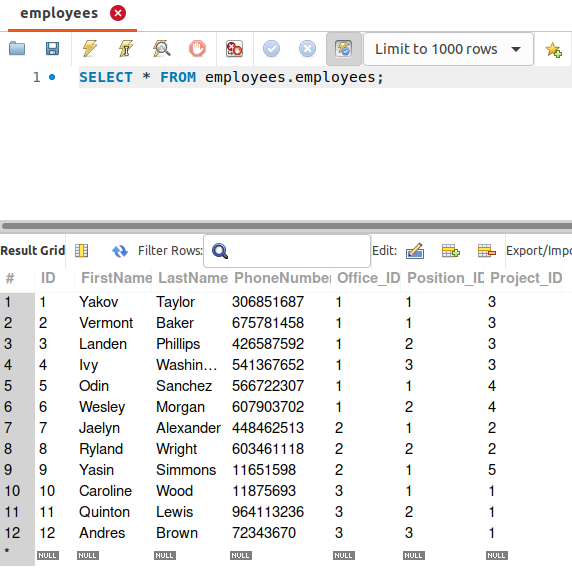 employees
Limit to 1000 rows
1 SELECT * FROM employees.employees;
Result Grid Filter Rows: Edit: Export/Impo
# ID FirstName LastName PhoneNumber Office_ID Position_ID Project_ID
1 1 Yakov Taylor 306851687 1 1 3
2 2 Vermont Baker 675781458 1 1 3
3 3 Landen Phillips 426587592 1 2 3
4 4 Ivy Washin... 541367652 1 3 3
5 5 Odin Sanchez 566722307 1 1 4
6 6 Wesley Morgan 607903702 1 2 4
7 7 Jaelyn Alexander 448462513 2 1 2
8 8 Ryland Wright 603461118 2 2 2
9 9 Yasin Simmons 11651598 2 1 5
10 10 Caroline Wood 11875693 3 1 1
11 11 Quinton Lewis 964113236 3 2 1
12 12 Andres Brown 72343670 3 3 1
* NULL NULL NULL NULL NULL NULL NULL